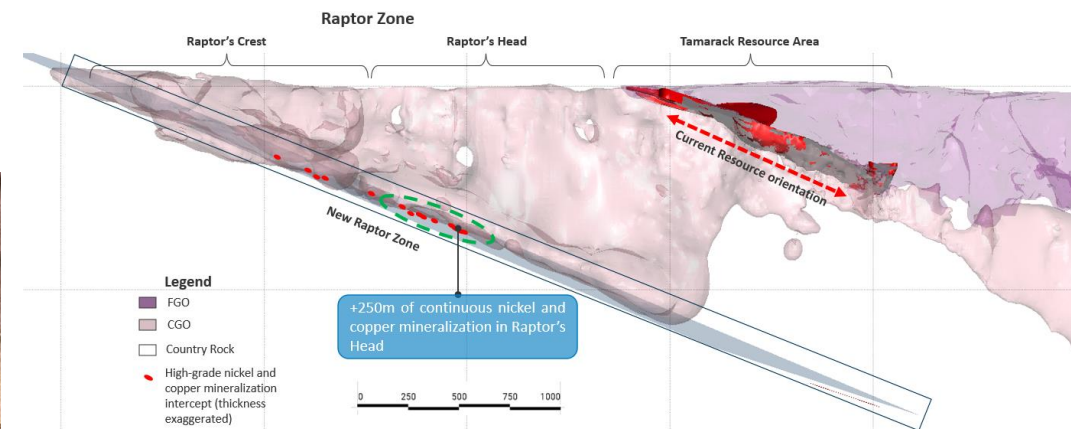 Raptor Zone
Raptor's Crest
Raptor's Head
Tamarack Resource Area
Current Resource orientation
New Raptor Zone
+250m of continuous nickel and
copper mineralization in Raptor's
Head
Legend
FGO
CGO
Country Rock
High-grade nickel and
copper mineralization
intercept (thickness
exaggerated)
0 250 500 750 1000